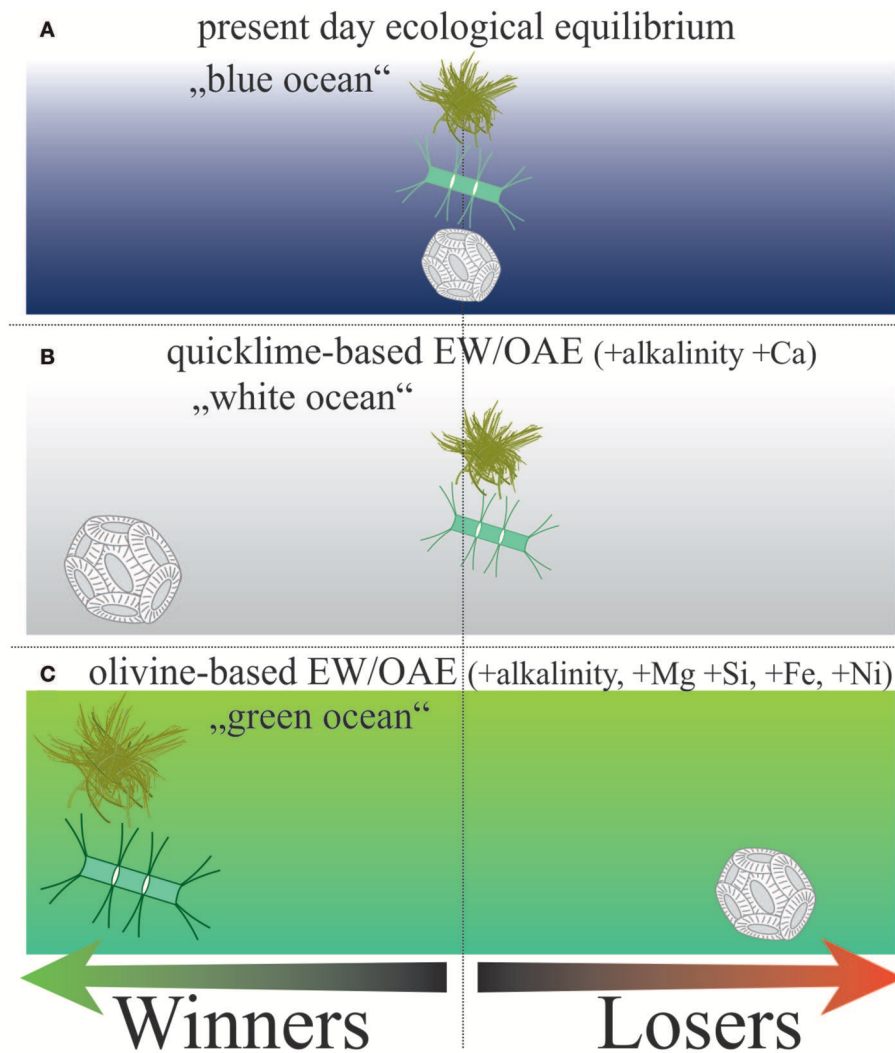 A present day ecological equilibrium
„blue ocean“
B quicklime-based EW/OAE (+alkalinity +Ca)
„white ocean“
C olivine-based EW/OAE (+alkalinity, +Mg +Si, +Fe, +Ni)
„green ocean“
Winners Losers